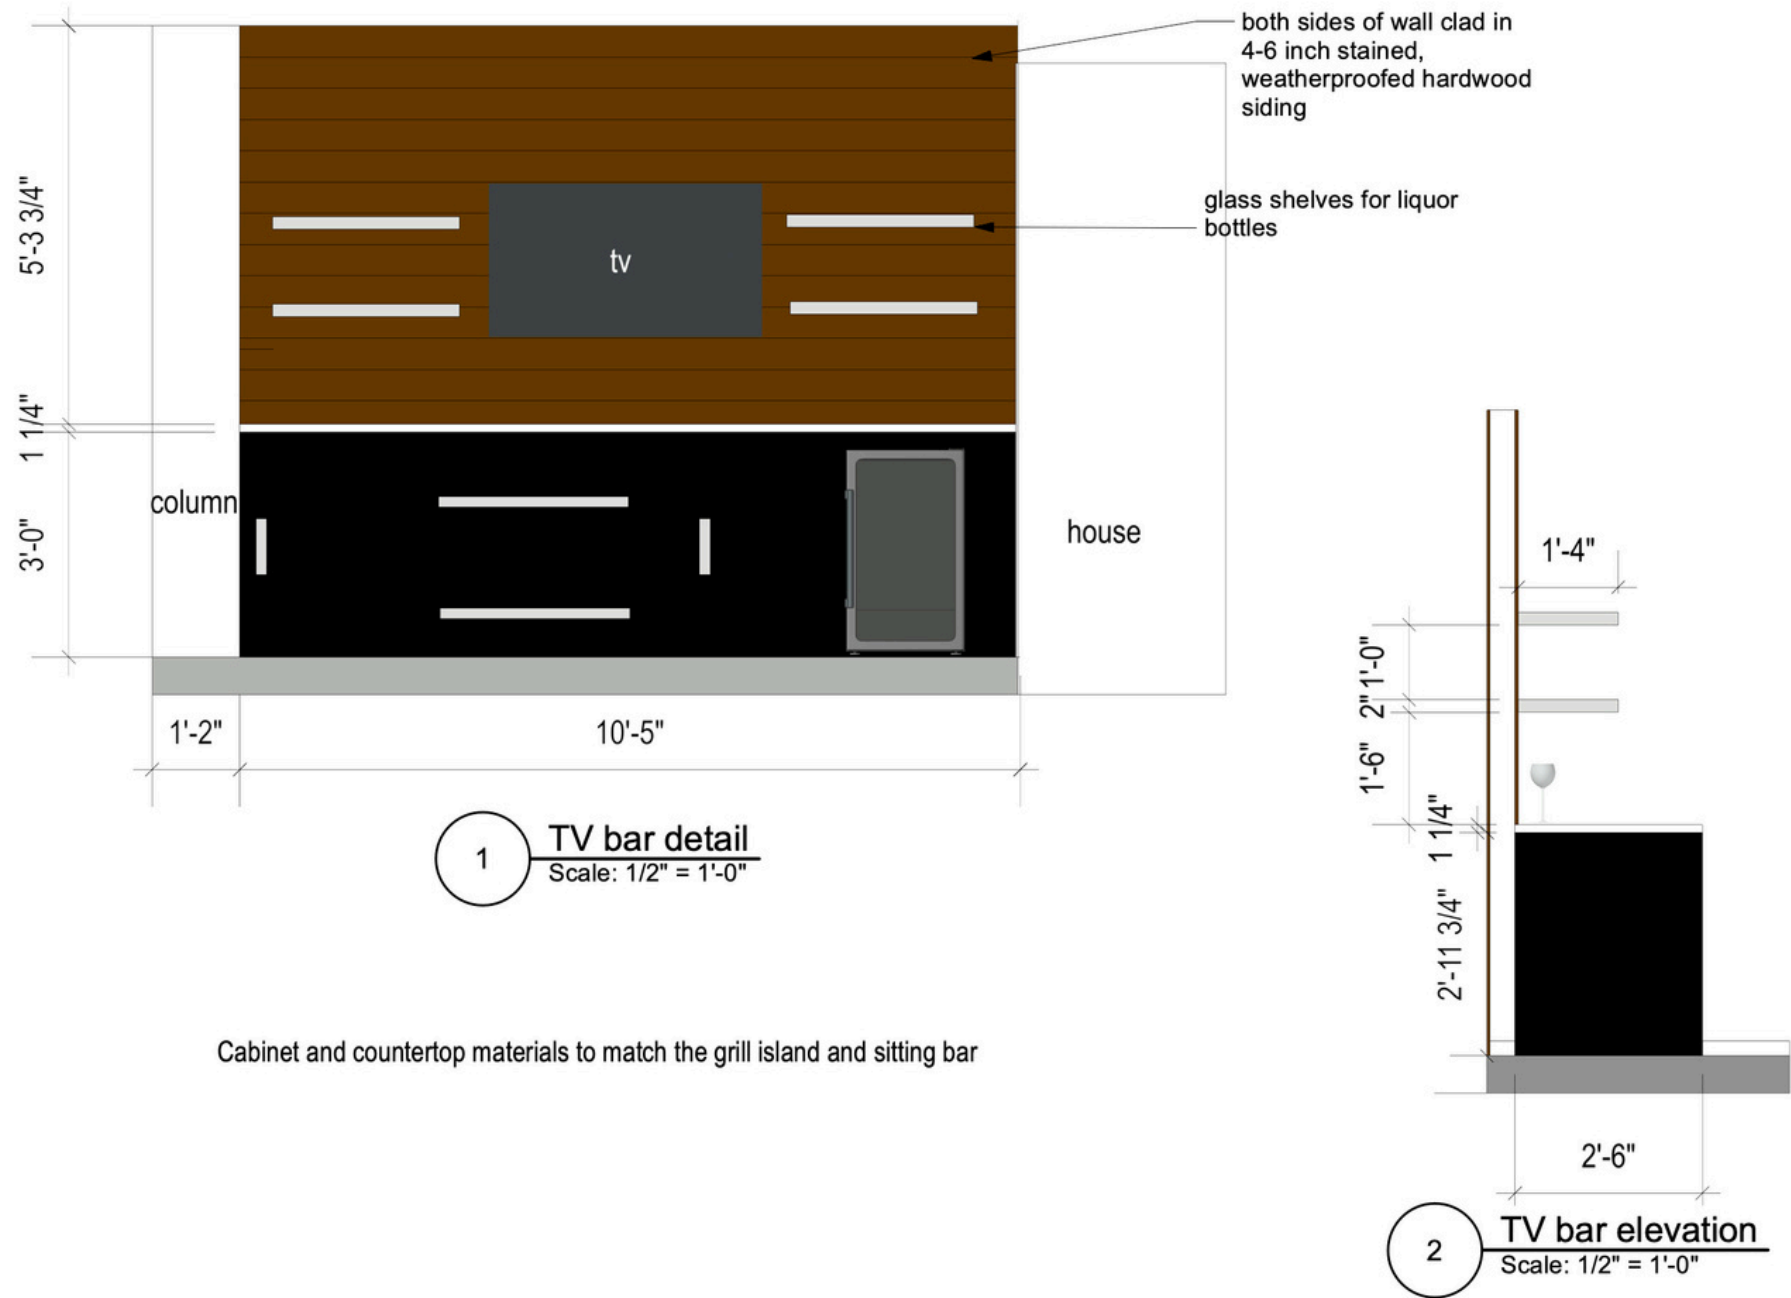 both sides of wall clad in
4-6 inch stained,
weatherproofed hardwood
siding
glass shelves for liquor
bottles
5'-3 3/4"
1 1/4"
3'-0"
tv
column
house
1'-2"
10'-5"
1
TV bar detail
Scale: 1/2" = 1'-0"
Cabinet and countertop materials to match the grill island and sitting bar
1'-4"
1'-0"
2"
1'-6"
1 1/4"
2'-11 3/4"
2'-6"
2
TV bar elevation
Scale: 1/2" = 1'-0"